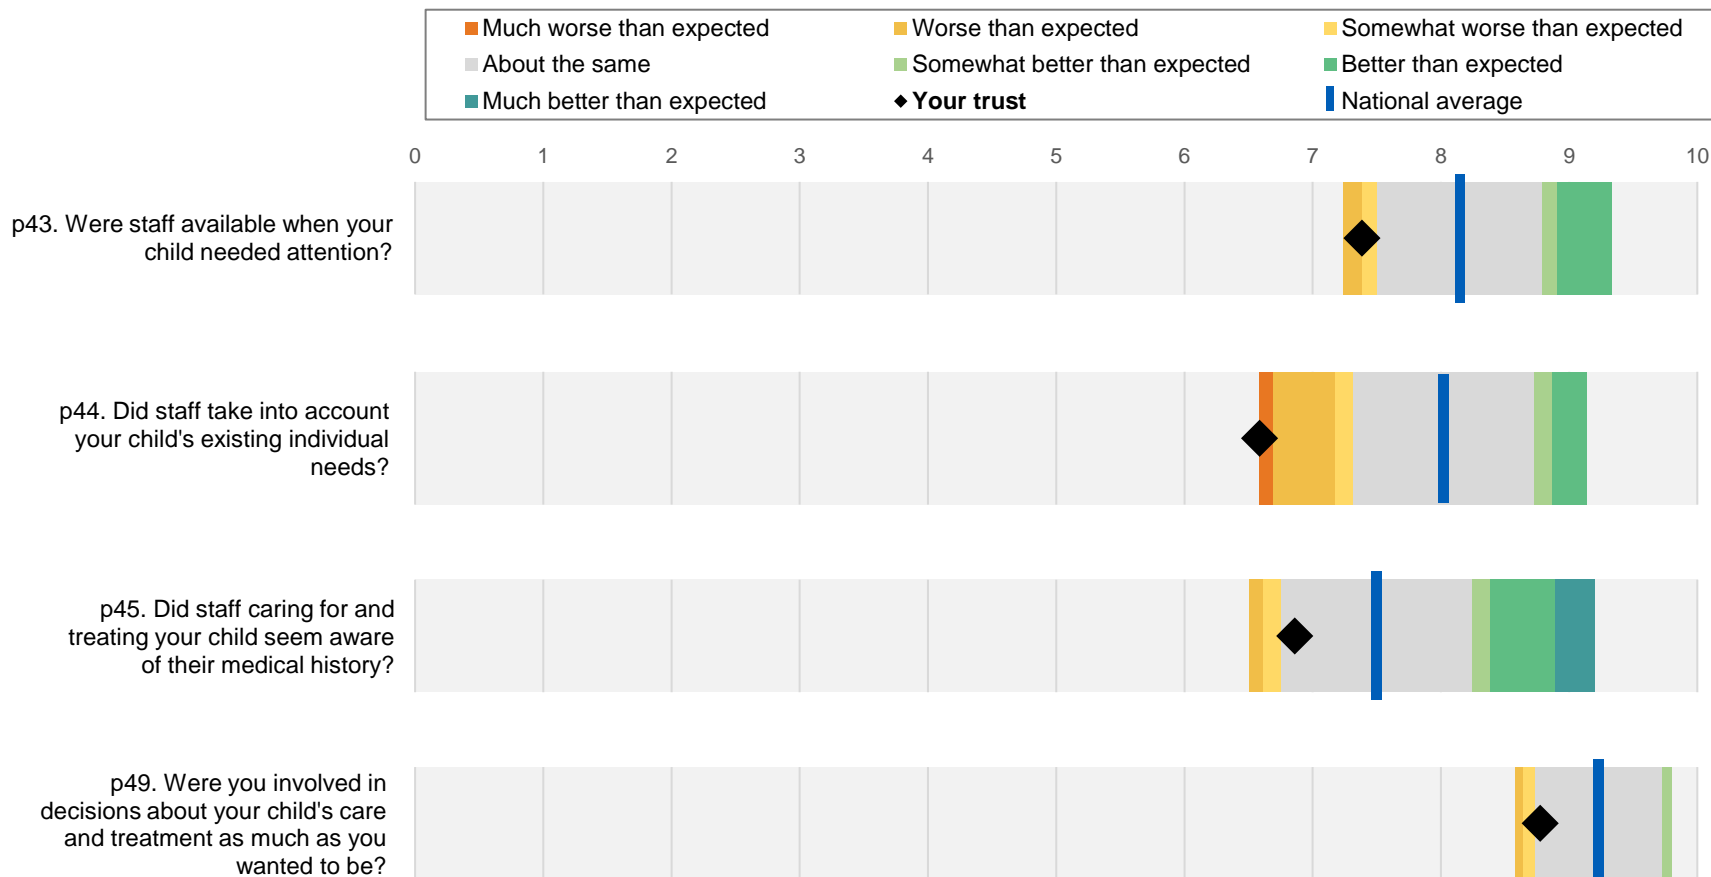 Much worse than expected
Worse than expected
Somewhat worse than expected
About the same
Somewhat better than expected
Better than expected
Much better than expected
Your trust
National average
0 1 2 3 4 5 6 7 8 9 10
p43. Were staff available when your
child needed attention?
p44. Did staff take into account
your child's existing individual
needs?
p45. Did staff caring for and
treating your child seem aware
of their medical history?
p49. Were you involved in
decisions about your child's care
and treatment as much as you
wanted to be?